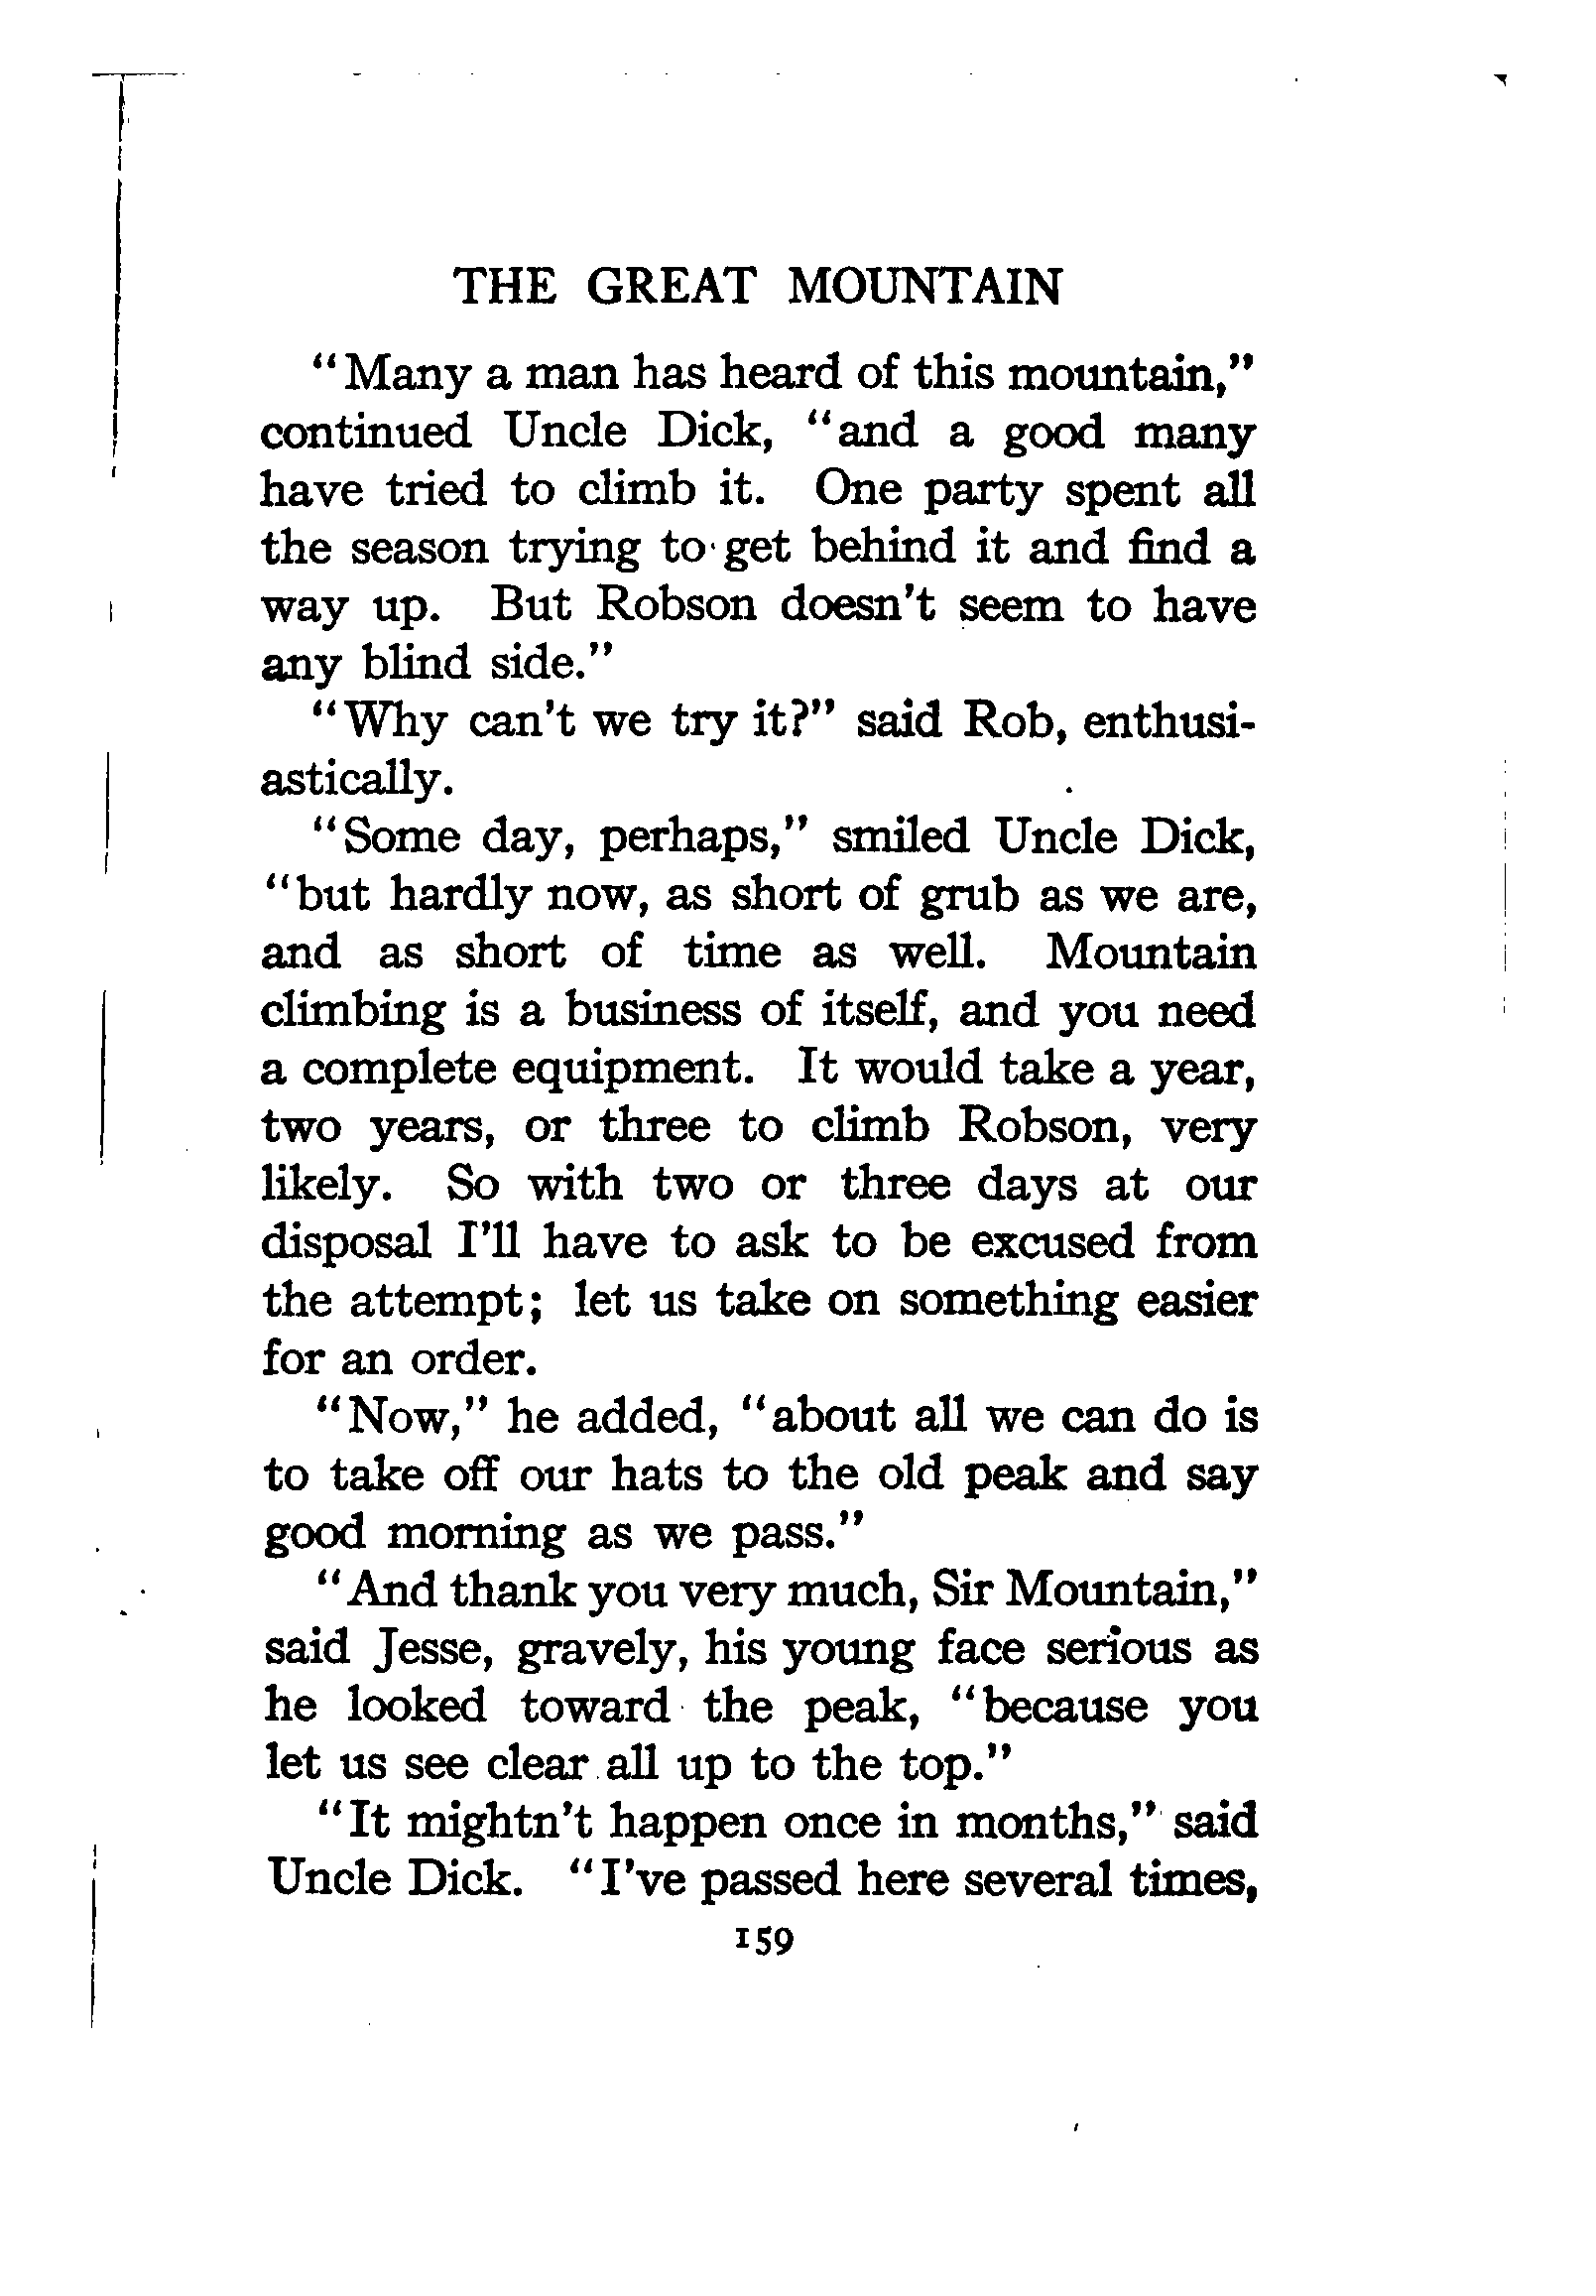 THE GREAT MOUNTAIN
"Many a man has heard of this mountain,"
continued Uncle Dick, "and a good many
have tried to climb it. One party spent all
the season trying to get behind it and find a
way up. But Robson doesn't seem to have
any blind side."
"Why can't we try it?" said Rob, enthusi-
astically.
"Some day, perhaps," smiled Uncle Dick,
"but hardly now, as short of grub as we are,
and as short of time as well. Mountain
climbing is a business of itself, and you need
a complete equipment. It would take a year,
two years, or three to climb Robson, very
likely. So with two or three days at our
disposal I'll have to ask to be excused from
the attempt; let us take on something easier
for an order.
"Now," he added, "about all we can do is
to take off our hats to the old peak and say
good morning as we pass."
"And thank you very much, Sir Mountain,"
said Jesse, gravely, his young face serious as
he looked toward the peak, "because you
let us see clear all up to the top."
"It mightn't happen once in months," said
Uncle Dick. "I've passed here several times,
159